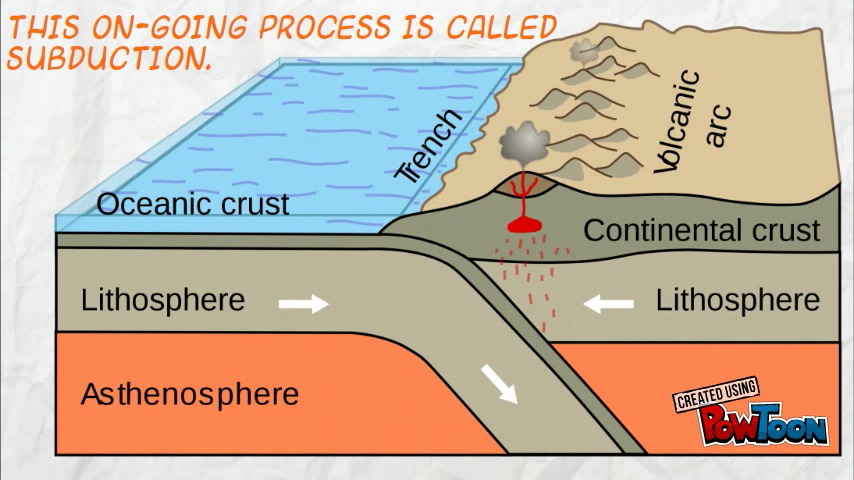 THIS ON-GOING PROCESS IS CALLED
SUBDUCTION.
Trench
Volcanic
arc
Oceanic crust
Continental crust
Lithosphere
Lithosphere
Asthenosphere
CREATED USING
POWTOON